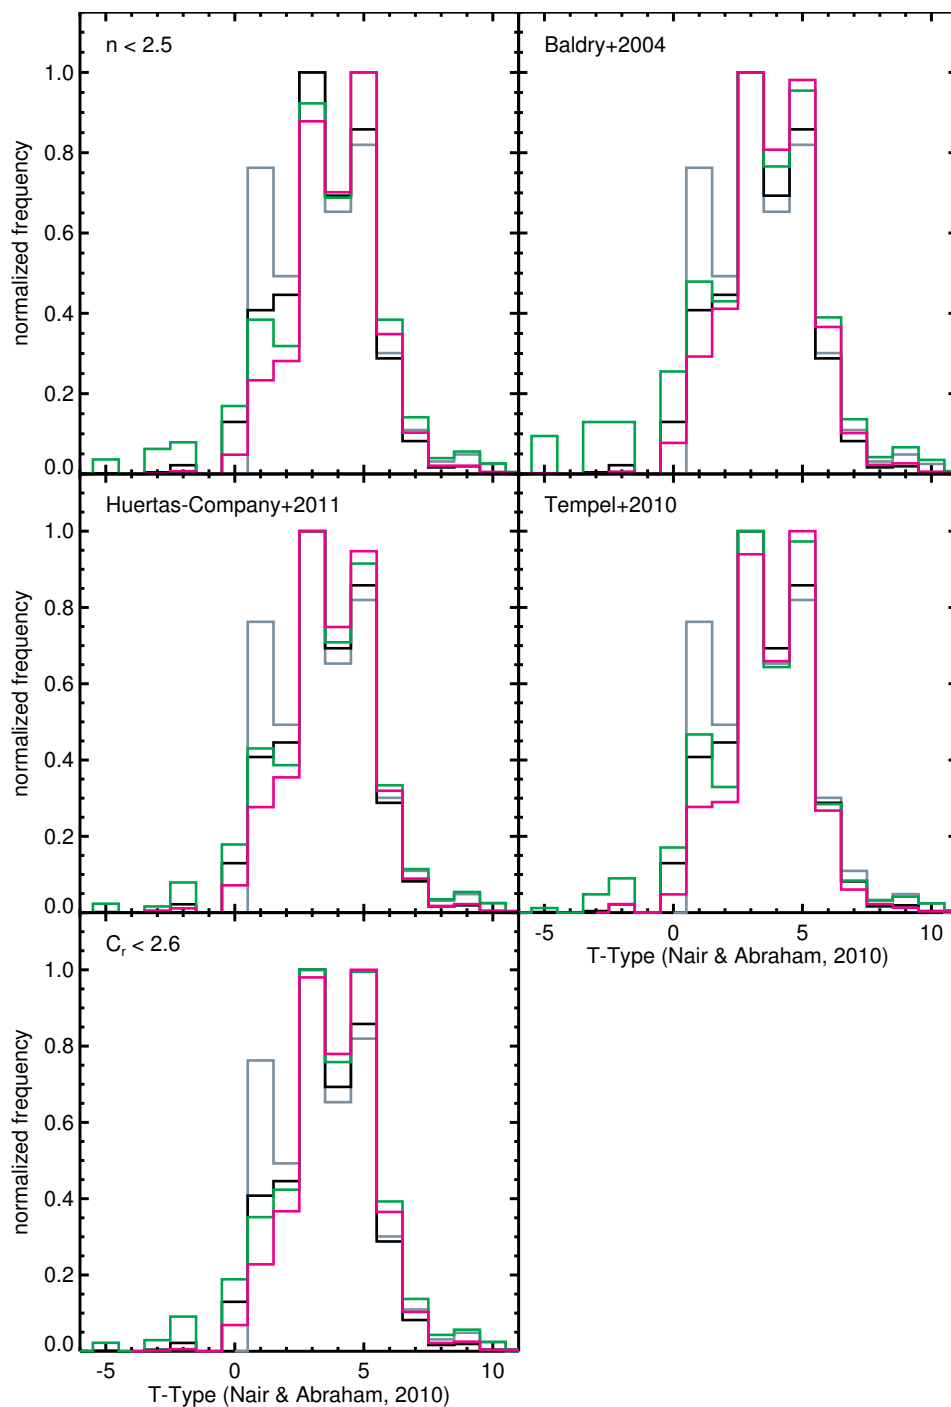 n < 2.5
Baldry+2004
1.0
0.8
0.6
0.4
0.2
0.0
normalized frequency
Huertas-Company+2011
Tempel+2010
1.0
0.8
0.6
0.4
0.2
0.0
normalized frequency
-5 0 5 10
T-Type (Nair & Abraham, 2010)
C_r < 2.6
1.0
0.8
0.6
0.4
0.2
0.0
normalized frequency
-5 0 5 10
T-Type (Nair & Abraham, 2010)